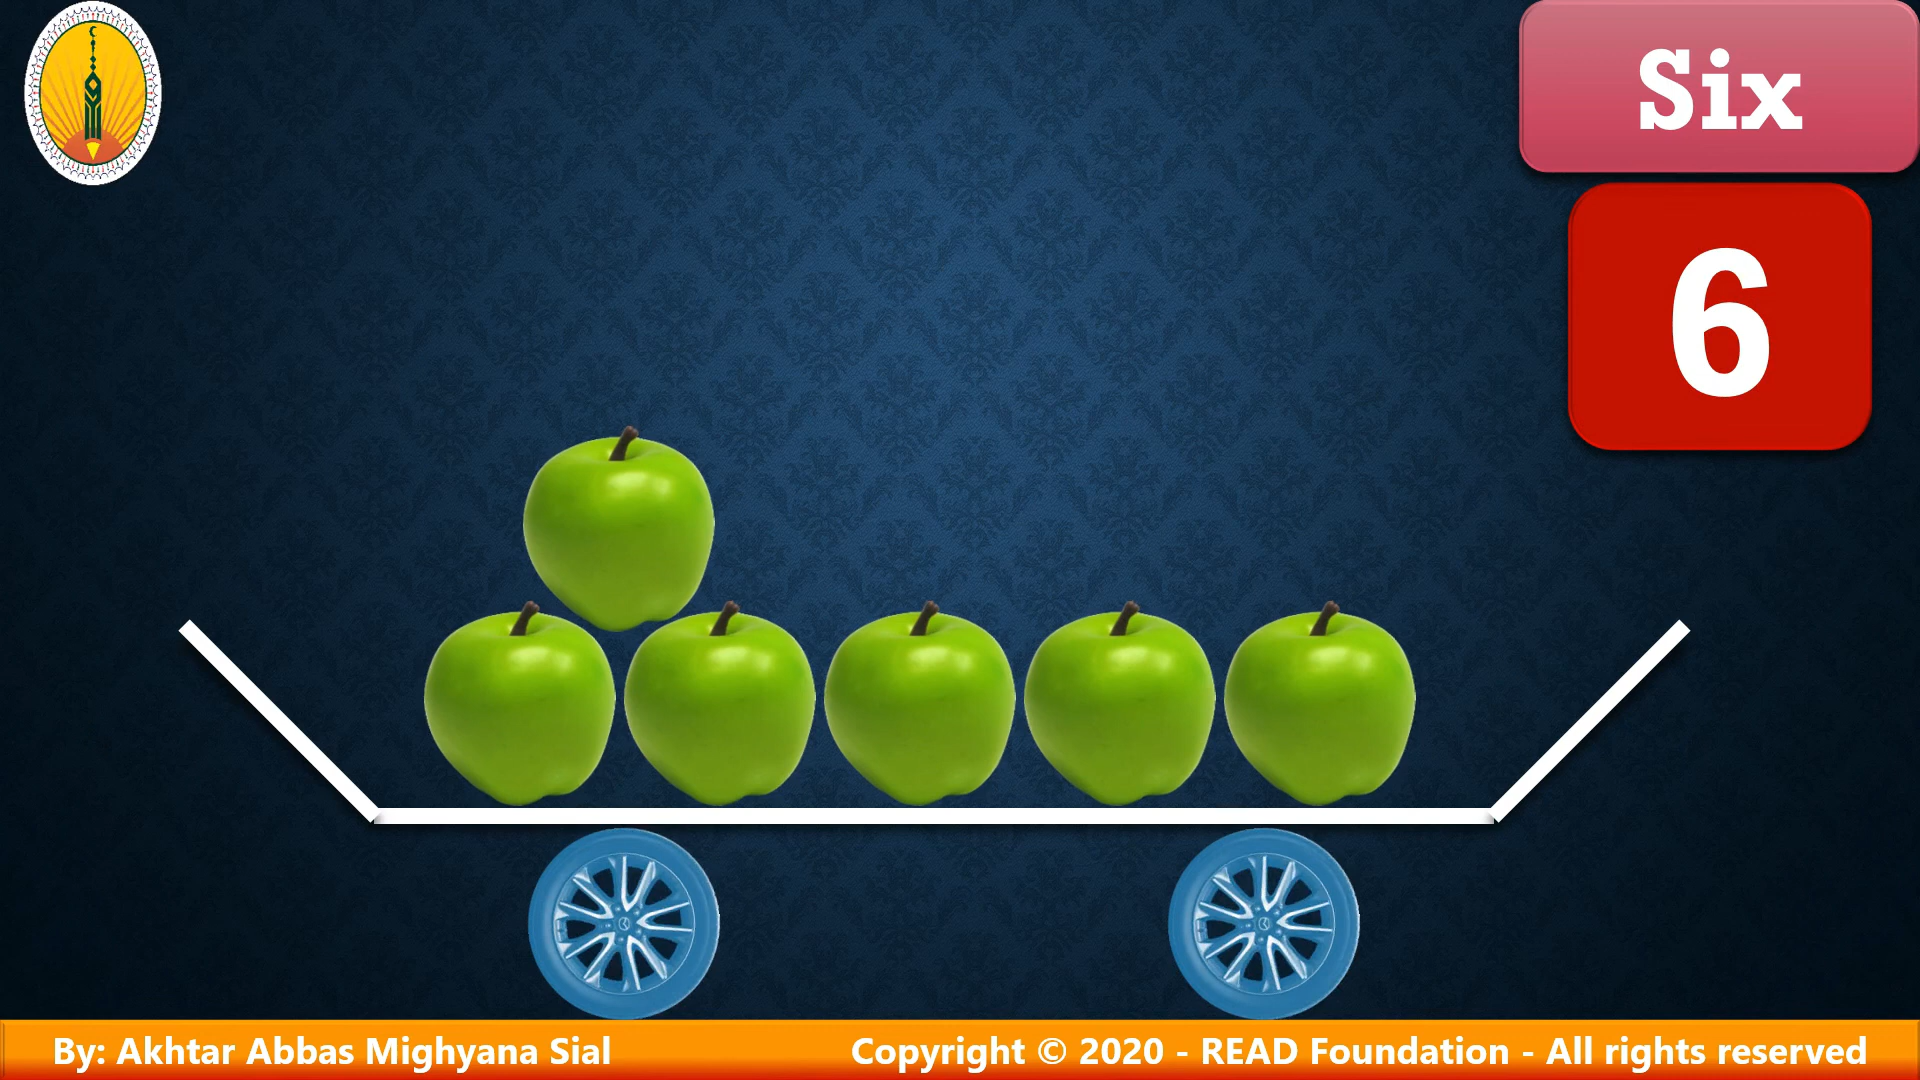 Six
6
By: Akhtar Abbas Mighyana Sial
Copyright © 2020 - READ Foundation - All rights reserved